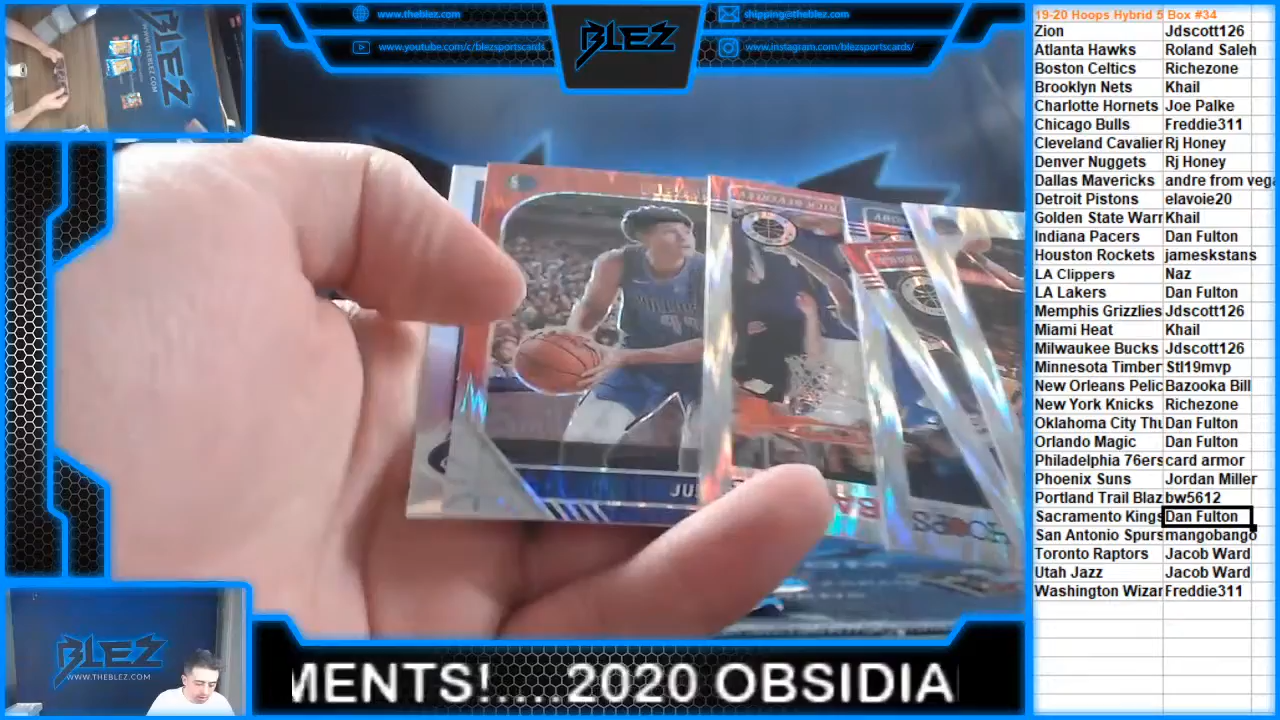 www.theblez.com
www.youtube.com/c/blezsportscards
BLEZ
shipping@theblez.com
www.instagram.com/blezsportscards/
BLEZ
WWW.THEBLEZ.COM
19-20 Hoops Hybrid 5 Box #34
Zion Jdscott126
Atlanta Hawks Roland Saleh
Boston Celtics Richezone
Brooklyn Nets Khail
Charlotte Hornets Joe Palke
Chicago Bulls Freddie311
Cleveland Cavalier Rj Honey
Denver Nuggets Rj Honey
Dallas Mavericks andre from vega
Detroit Pistons elavoie20
Golden State Warr Khail
Indiana Pacers Dan Fulton
Houston Rockets jameskstans
LA Clippers Naz
LA Lakers Dan Fulton
Memphis Grizzlies Jdscott126
Miami Heat Khail
Milwaukee Bucks Jdscott126
Minnesota Timber Stl19mvp
New Orleans Pelic Bazooka Bill
New York Knicks Richezone
Oklahoma City Thu Dan Fulton
Orlando Magic Dan Fulton
Philadelphia 76ers card armor
Phoenix Suns Jordan Miller
Portland Trail Blaz bw5612
Sacramento Kings Dan Fulton
San Antonio Spurs mangobango
Toronto Raptors Jacob Ward
Utah Jazz Jacob Ward
Washington Wizar Freddie311
JU
BLEZ
WWW.THEBLEZ.COM
MENTS!....2020 OBSIDIA